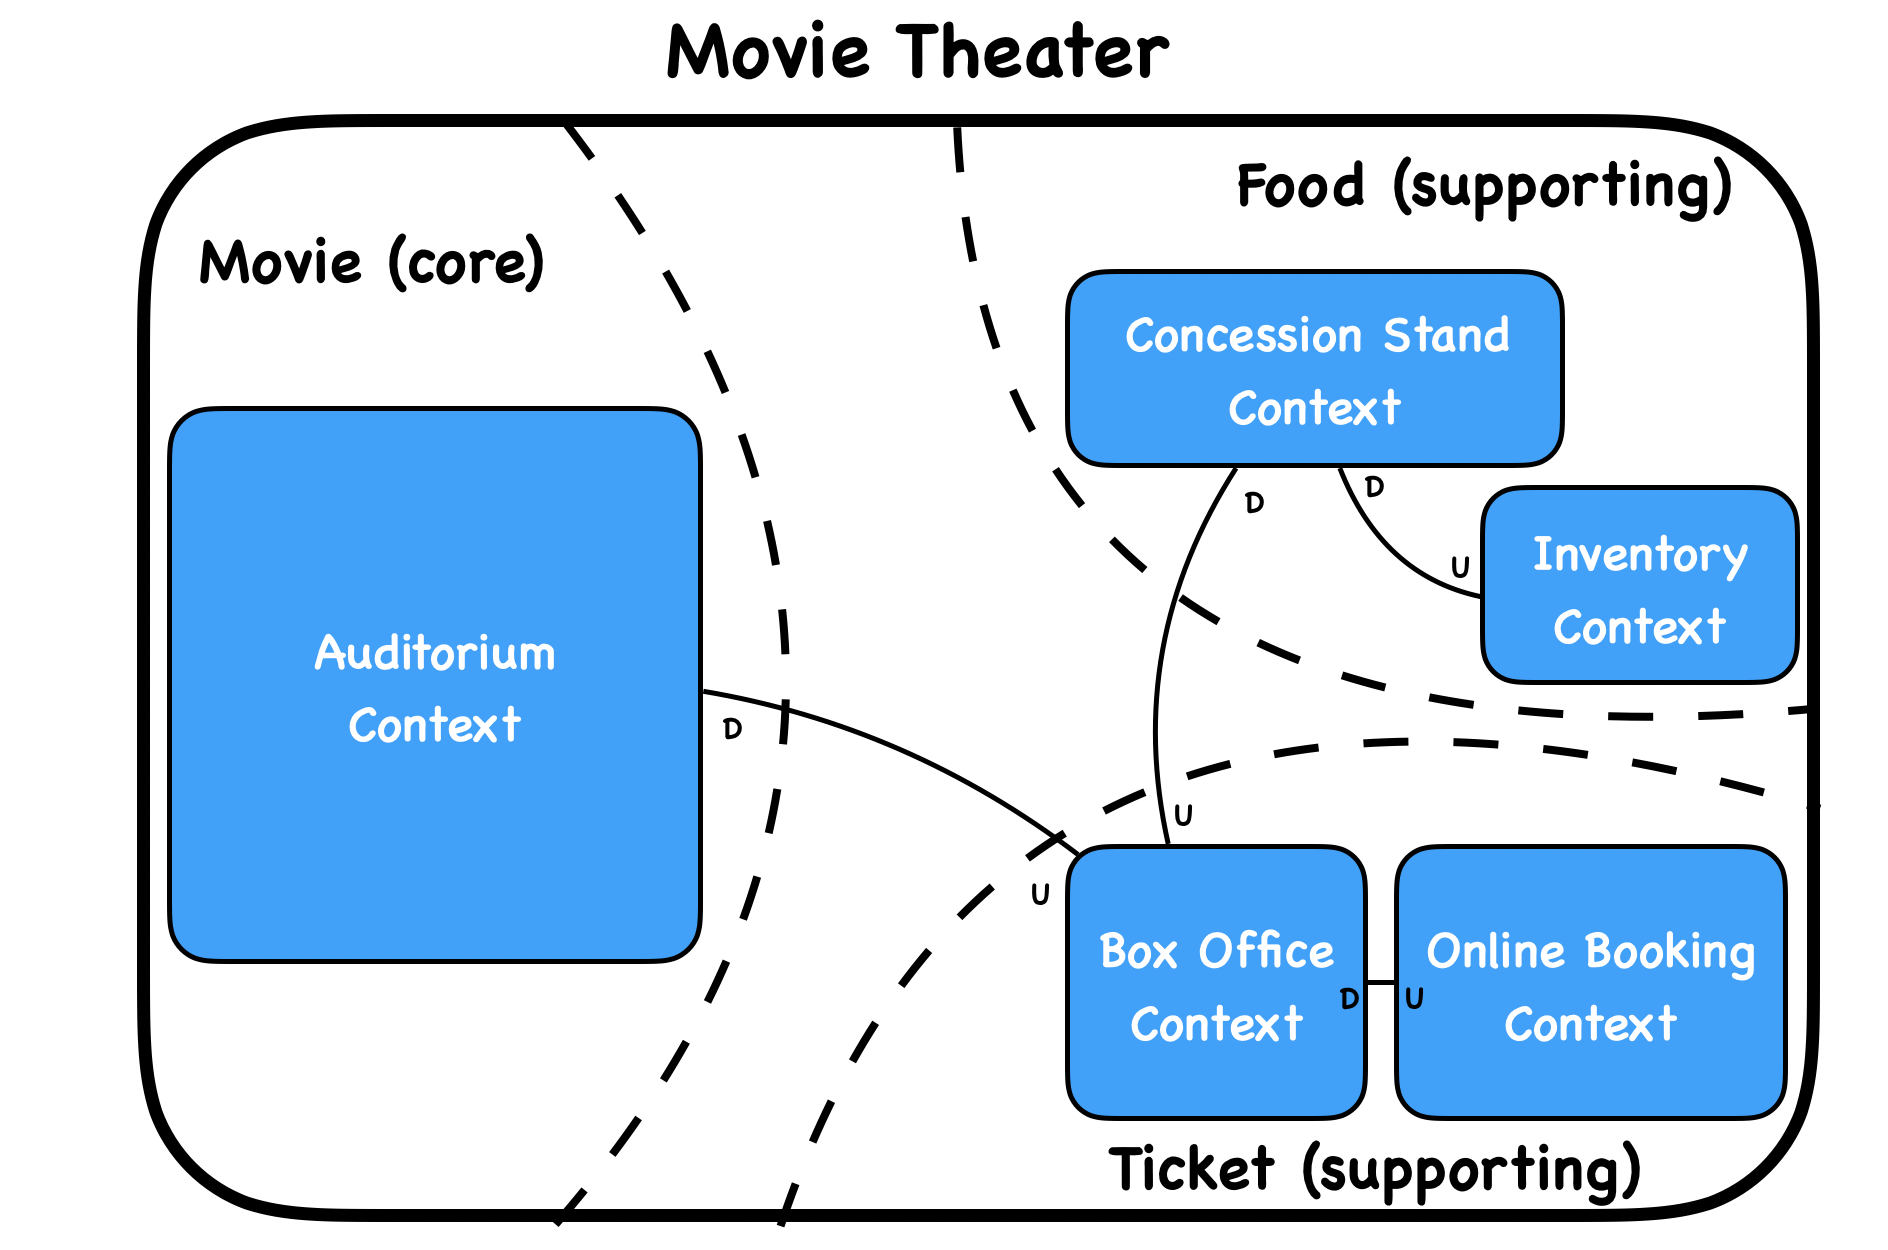 Movie Theater
Food (supporting)
Movie (core)
Concession Stand
Context
D
D
U
Inventory
Context
Auditorium
Context
D
U
U
Box Office
Context
D
U
Online Booking
Context
Ticket (supporting)